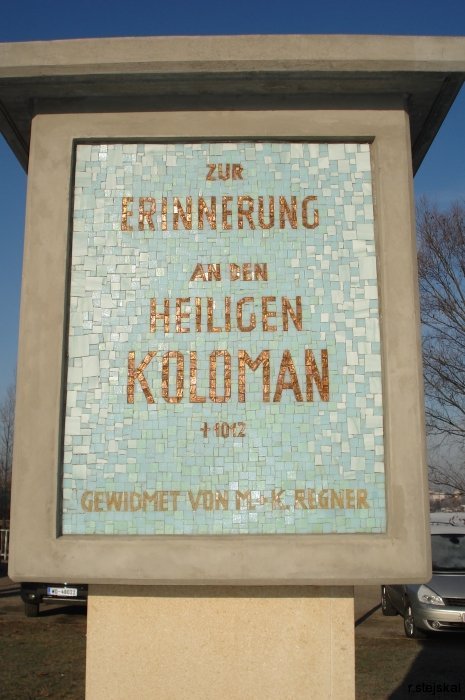 ZUR
ERINNERUNG
AN DEN
HEILIGEN
KOLOMAN
+1012
GEWIDMET VON M.+K. REGNER
r.stejskal